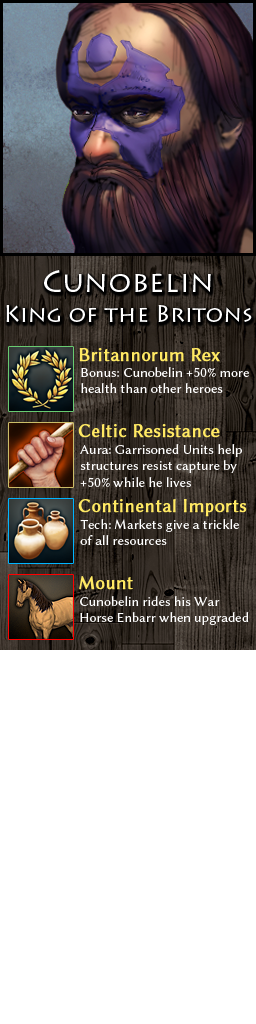 Cunobelin
King of the Britons
Britannorum Rex
Bonus: Cunobelin +50% more
health than other heroes
Celtic Resistance
Aura: Garrisoned Units help
structures resist capture by
+50% while he lives
Continental Imports
Tech: Markets give a trickle
of all resources
Mount
Cunobelin rides his War
Horse Enbarr when upgraded